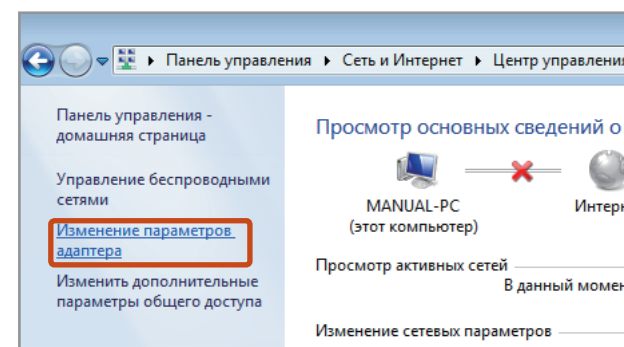 Панель управления ▸ Сеть и Интернет ▸ Центр управления
Панель управления -
домашняя страница
Управление беспроводными
сетями
Изменение параметров
адаптера
Изменить дополнительные
параметры общего доступа
Просмотр основных сведений о
MANUAL-PC
(этот компьютер)
Интерн
Просмотр активных сетей
В данный момен
Изменение сетевых параметров